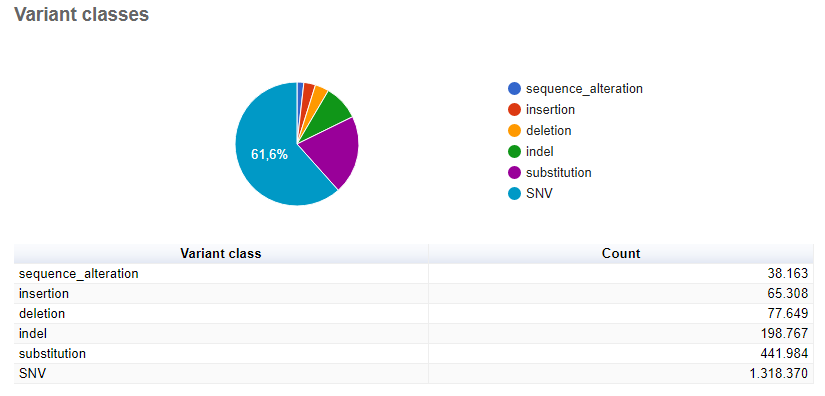 Variant classes
61,6%
sequence_alteration
insertion
deletion
indel
substitution
SNV
Variant class Count
sequence_alteration 38.163
insertion 65.308
deletion 77.649
indel 198.767
substitution 441.984
SNV 1.318.370